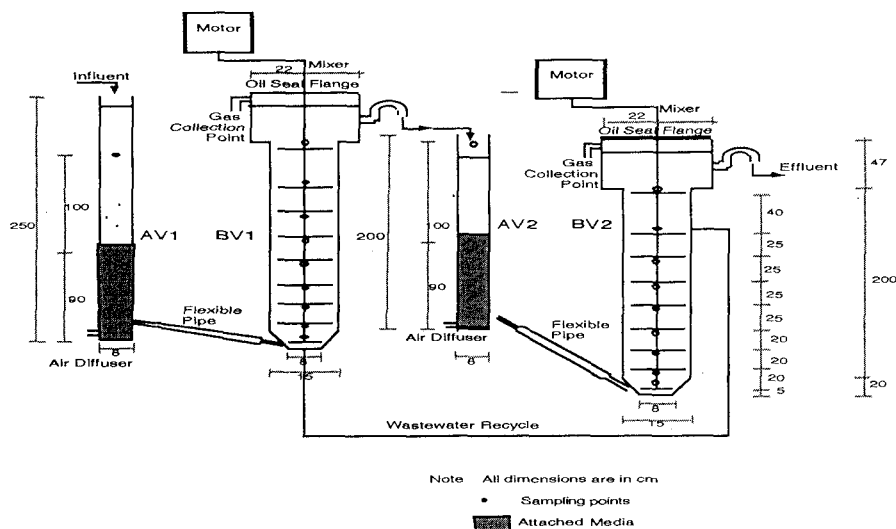 Motor
Mixer
22
Oil Seal Flange
Influent
Gas
Collection
Point
250
100
90
AV1
BV1
Flexible
Pipe
8
Air Diffuser
8
15
200
Motor
Mixer
22
Oil Seal Flange
Gas
Collection
Point
Effluent
100
90
AV2
BV2
Flexible
Pipe
Air Diffuser
8
8
15
47
40
25
25
25
20
20
20
5
200
20
Wastewater Recycle
Note All dimensions are in cm
Sampling points
Attached Media